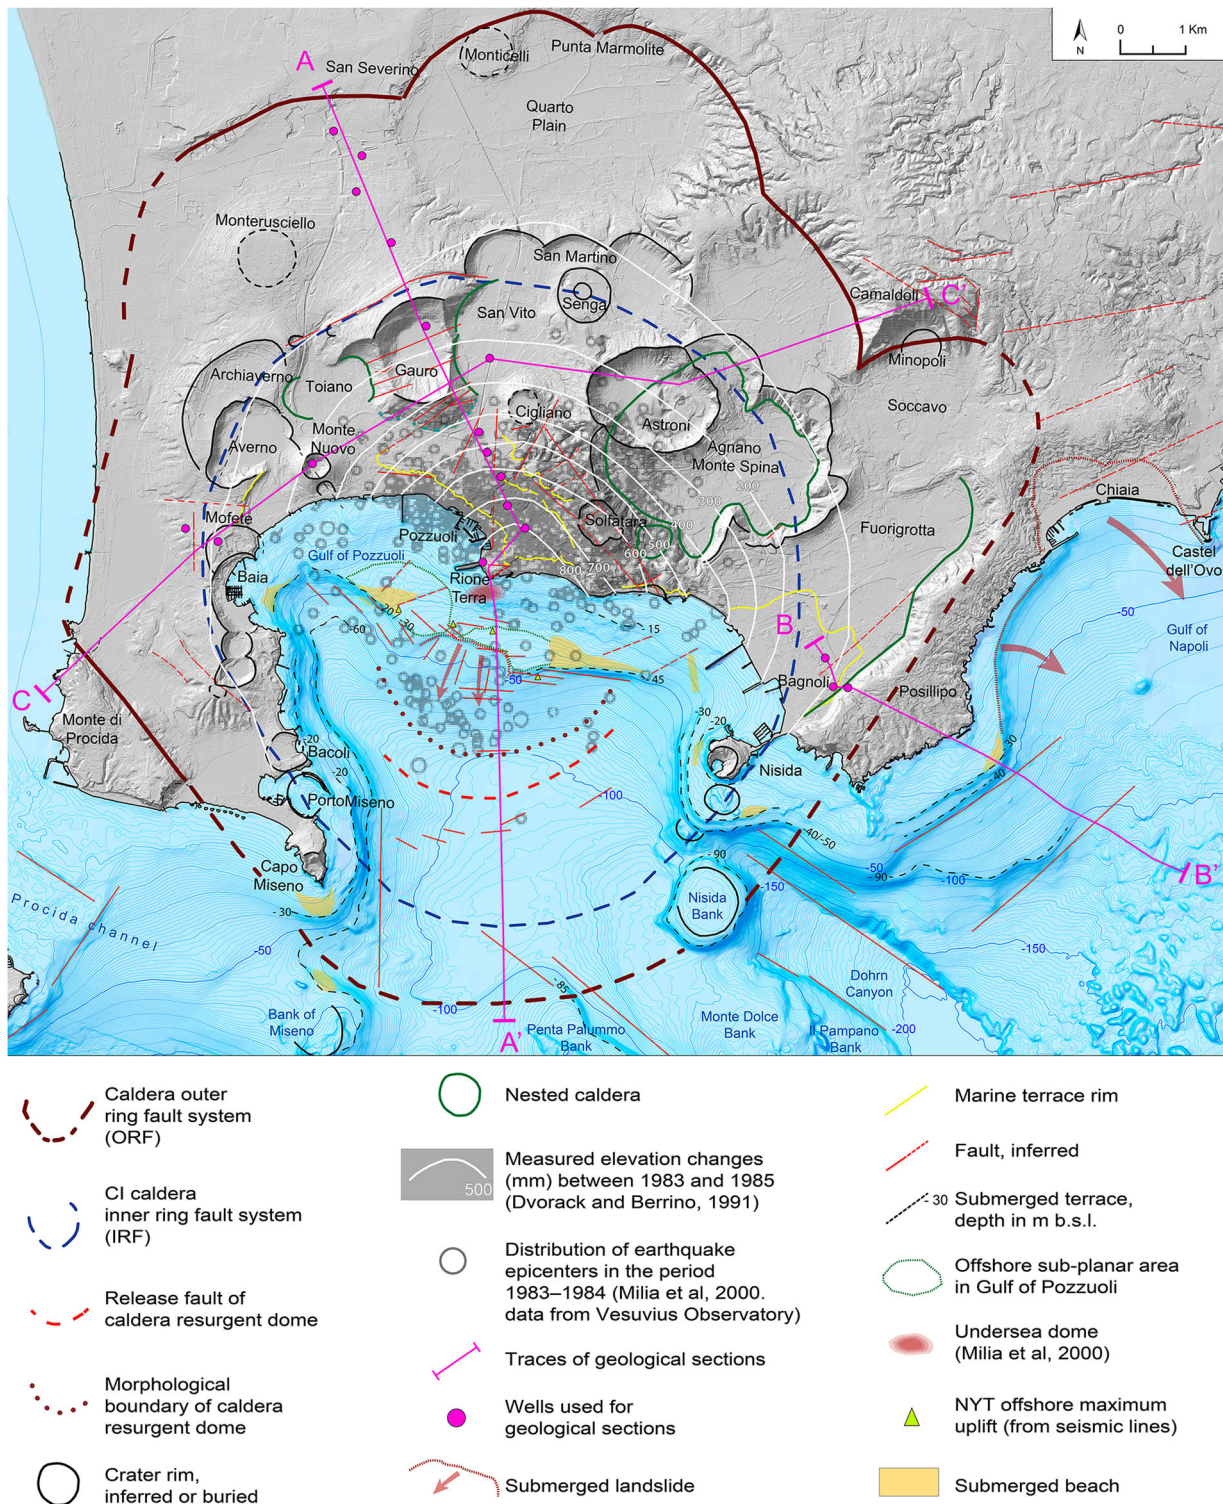 0 1 Km
N
Monticelli
Punta Marmolite
A
San Severino
Quarto
Plain
Monterusciello
San Martino
Senga
San Vito
Camaldoli
C'
Minopoli
Archiaverno
Toiano
Gauro
Cigliano
Astroni
Soccavo
Averno
Monte
Nuovo
Agnano
Monte Spina
200
300
400
500
600
700
800
Mofete
Solfatara
Fuorigrotta
Chiaia
Castel
dell'Ovo
Pozzuoli
Gulf of Pozzuoli
Baia
Rione
Terra
-50
Gulf of
Napoli
-20
-30
-60
-15
-45
-50
B
Bagnoli
Posillipo
C
Monte di
Procida
Bacoli
-20
-20
-30
-20
Nisida
-30
-40
PortoMiseno
-100
-40/-50
-50
-90
-100
B'
Capo
Miseno
-90
-150
-30
Nisida
Bank
Procida channel
-50
-150
-85
Dohrn
Canyon
Bank of
Miseno
-100
A'
Penta Palummo
Bank
Monte Dolce
Bank
Il Pampano
Bank
-200
Caldera outer
ring fault system
(ORF)
CI caldera
inner ring fault system
(IRF)
Release fault of
caldera resurgent dome
Morphological
boundary of caldera
resurgent dome
Crater rim,
inferred or buried
Nested caldera
500
Measured elevation changes
(mm) between 1983 and 1985
(Dvorack and Berrino, 1991)
Distribution of earthquake
epicenters in the period
1983–1984 (Milia et al, 2000.
data from Vesuvius Observatory)
Traces of geological sections
Wells used for
geological sections
Submerged landslide
Marine terrace rim
Fault, inferred
- 30
Submerged terrace,
depth in m b.s.l.
Offshore sub-planar area
in Gulf of Pozzuoli
Undersea dome
(Milia et al, 2000)
NYT offshore maximum
uplift (from seismic lines)
Submerged beach